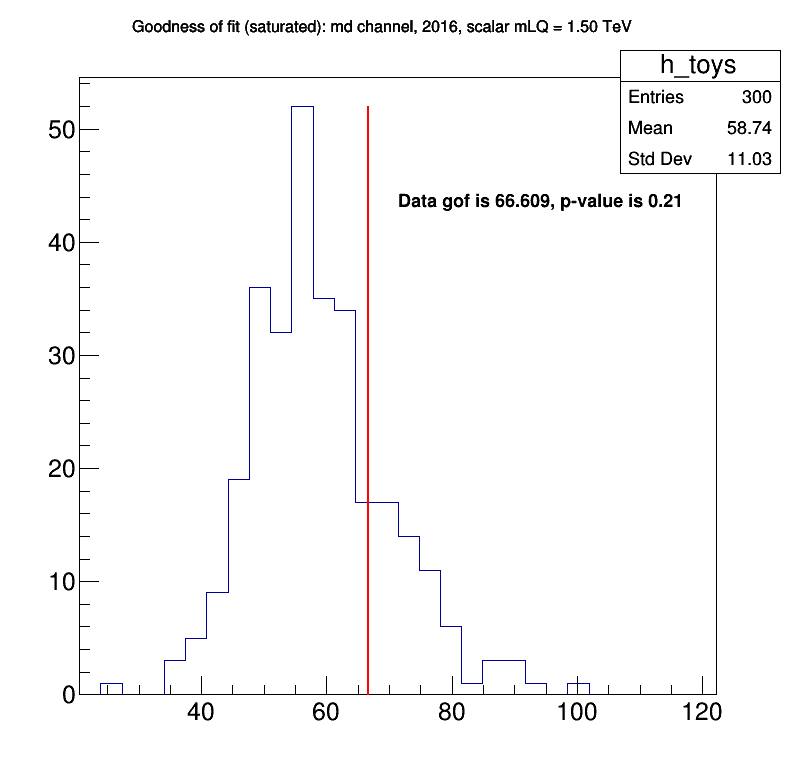 Goodness of fit (saturated): md channel, 2016, scalar mLQ = 1.50 TeV
h_toys
Entries 300
Mean 58.74
Std Dev 11.03
Data gof is 66.609, p-value is 0.21
50
40
30
20
10
0
40 60 80 100 120